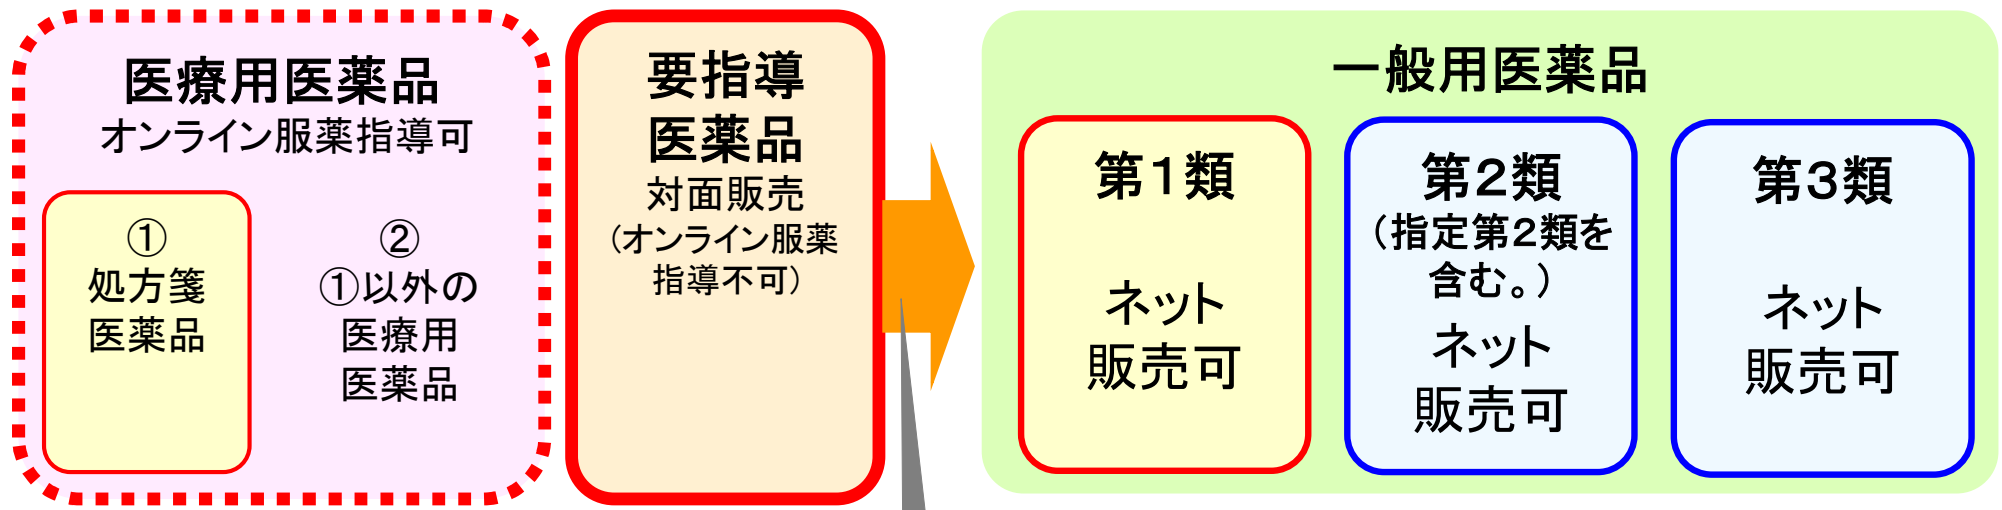 医療用医薬品
オンライン服薬指導可
①
処方箋
医薬品
②
①以外の
医療用
医薬品
要指導
医薬品
対面販売
（オンライン服薬
指導不可）
一般用医薬品
第１類
ネット
販売可
第２類
（指定第２類を
含む。）
ネット
販売可
第３類
ネット
販売可